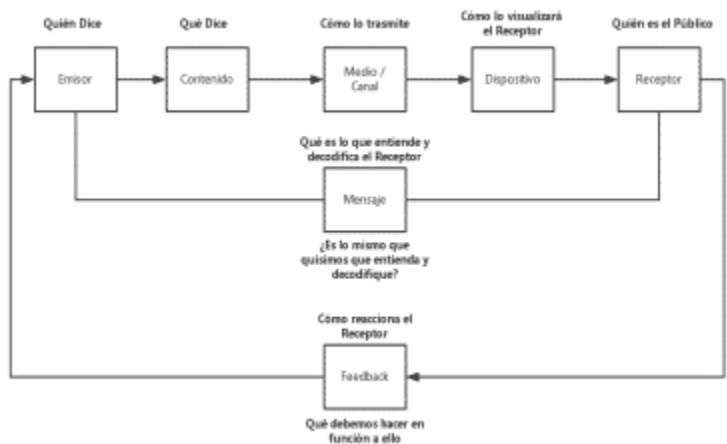 Quién Dice
Qué Dice
Cómo lo trasmite
Cómo lo visualizará
el Receptor
Quién es el Público
Emisor
Contenido
Medio /
Canal
Dispositivo
Receptor
Qué es lo que entiende y
decodifica el Receptor
Mensaje
¿Es lo mismo que
quisimos que entienda y
decodifique?
Cómo reacciona el
Receptor
Feedback
Qué debemos hacer en
función a ello